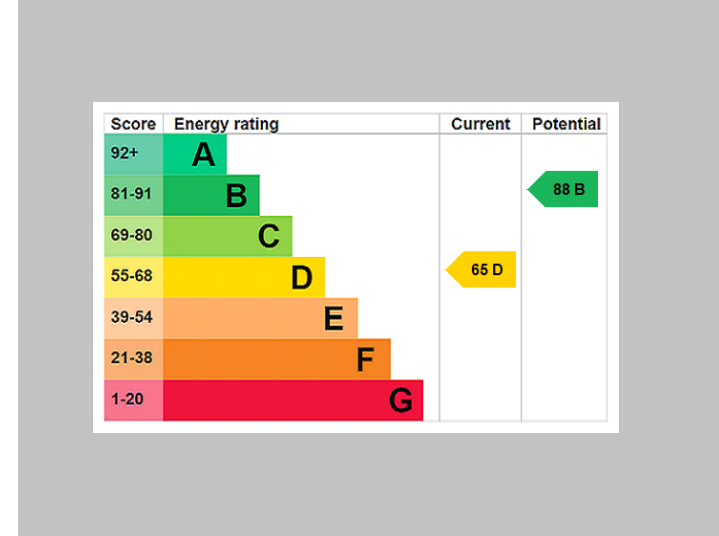 Score Energy rating Current Potential
92+ A
81-91 B 88 B
69-80 C
55-68 D 65 D
39-54 E
21-38 F
1-20 G